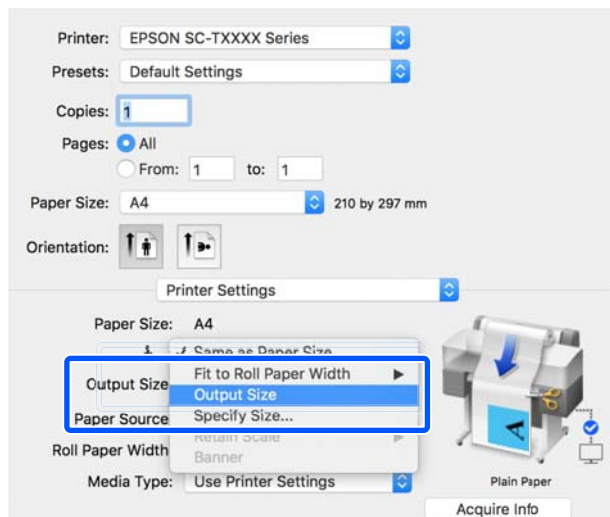 Printer: EPSON SC-TXXXX Series
Presets: Default Settings
Copies: 1
Pages: All
From: 1 to: 1
Paper Size: A4 210 by 297 mm
Orientation:
Printer Settings
Paper Size: A4
Same as Paper Size
Output Size
Fit to Roll Paper Width
Output Size
Paper Source
Specify Size...
Retain Scale
Roll Paper Width
Banner
Media Type: Use Printer Settings
Plain Paper
Acquire Info